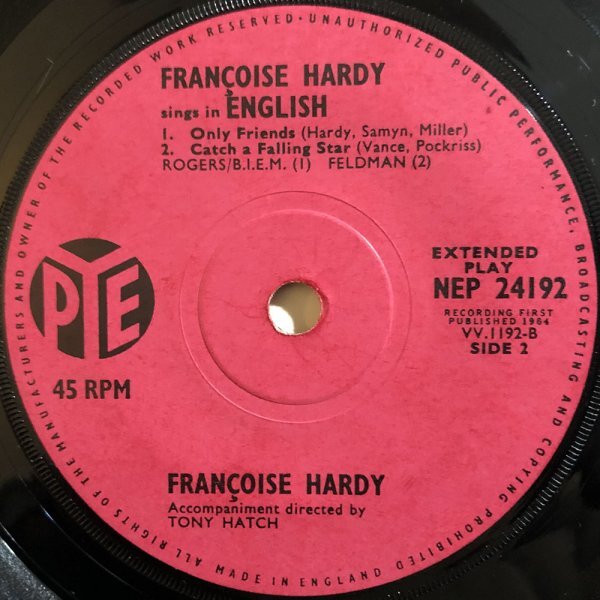 ALL RIGHTS OF THE MANUFACTURERS AND OWNER OF THE RECORDED WORK RESERVED · UNAUTHORIZED PUBLIC PERFORMANCE, BROADCASTING AND COPYING PROHIBITED
MADE IN ENGLAND
FRANÇOISE HARDY
sings in ENGLISH
1. Only Friends (Hardy, Samyn, Miller)
2. Catch a Falling Star (Vance, Pockriss)
ROGERS/B.I.E.M. (1) FELDMAN (2)
PYE
45 RPM
EXTENDED
PLAY
NEP 24192
RECORDING FIRST
PUBLISHED 1964
VV.1192-B
SIDE 2
FRANÇOISE HARDY
Accompaniment directed by
TONY HATCH